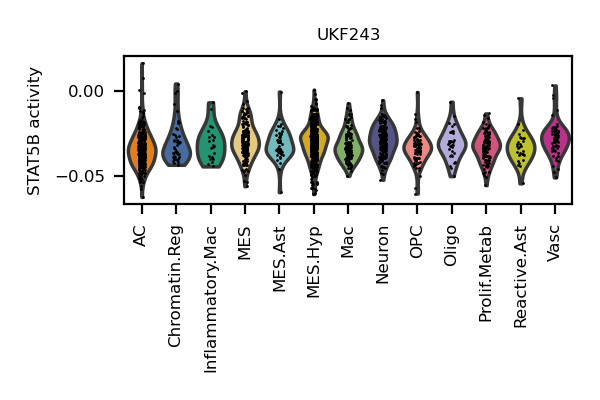 UKF243
STAT5B activity
0.00
−0.05
AC
Chromatin.Reg
Inflammatory.Mac
MES
MES.Ast
MES.Hyp
Mac
Neuron
OPC
Oligo
Prolif.Metab
Reactive.Ast
Vasc